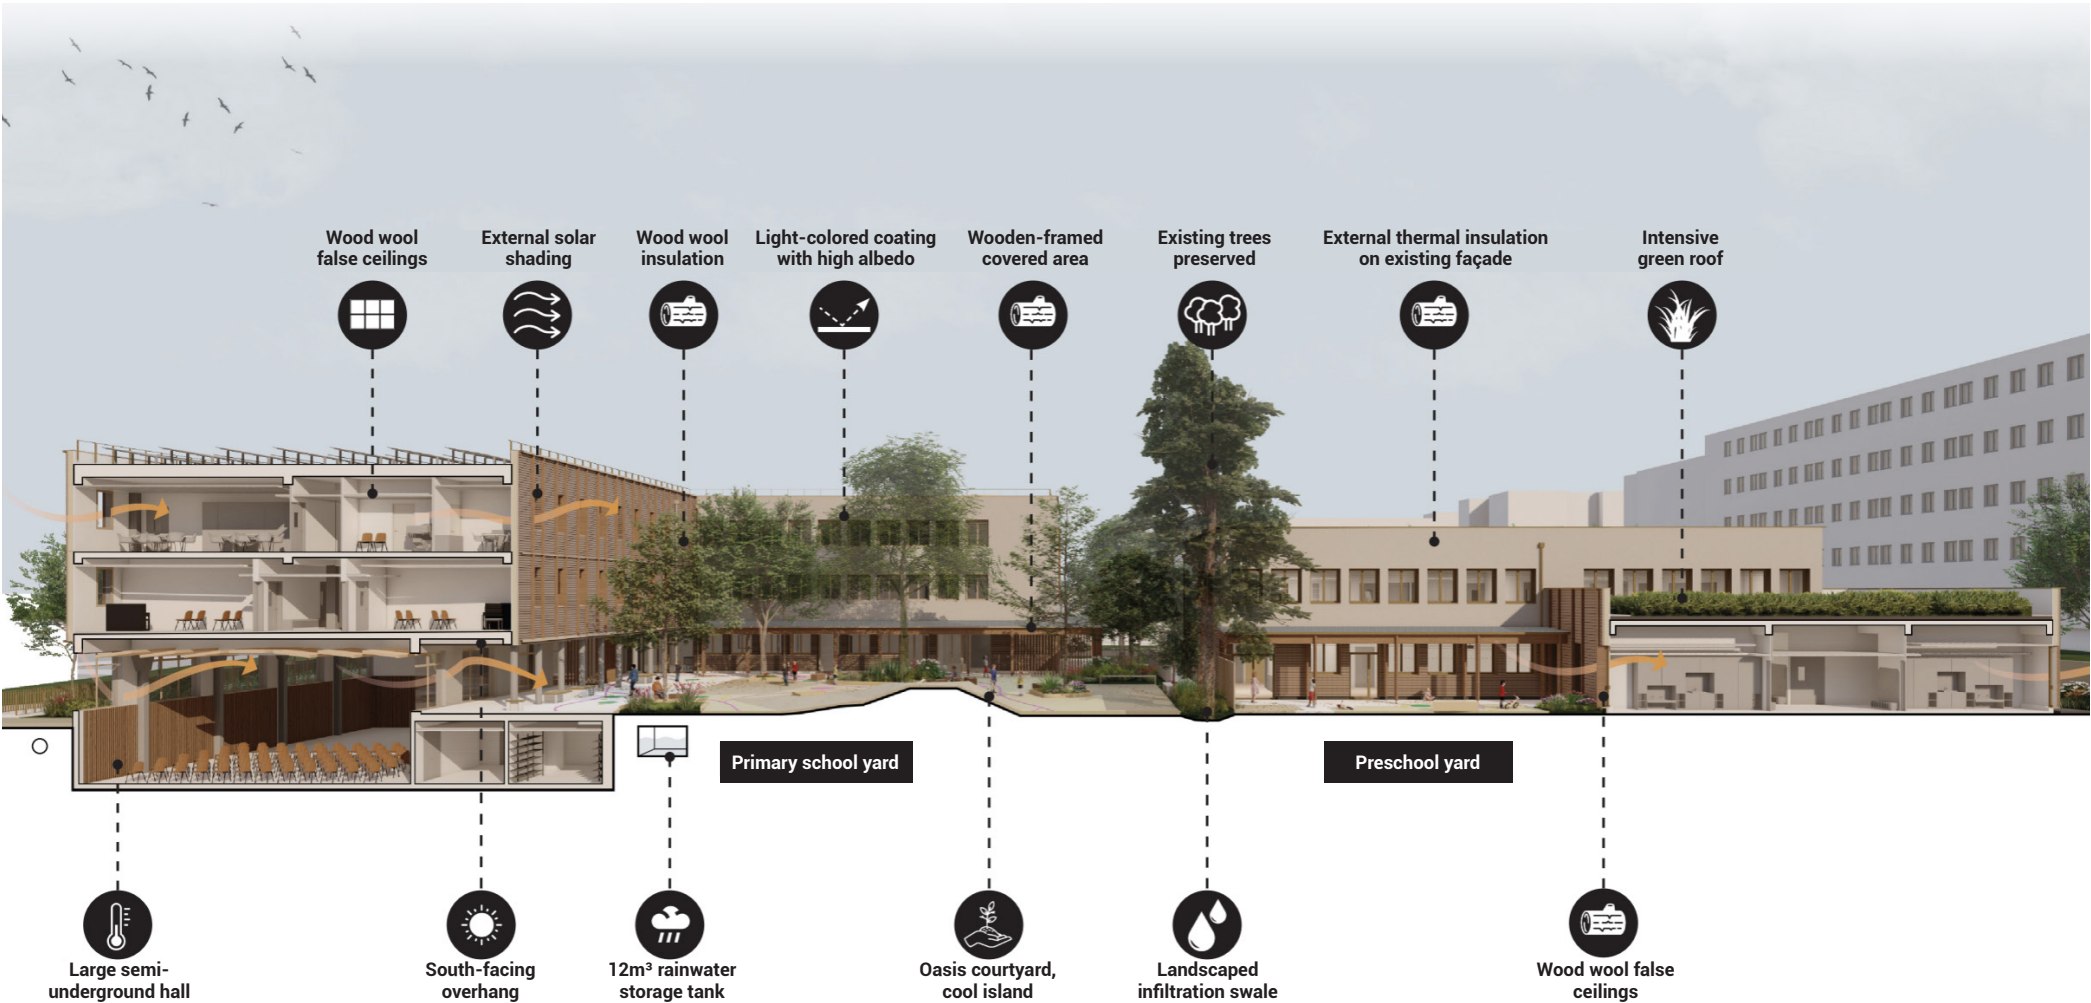 Wood wool
false ceilings
External solar
shading
Wood wool
insulation
Light-colored coating
with high albedo
Wooden-framed
covered area
Existing trees
preserved
External thermal insulation
on existing façade
Intensive
green roof
Primary school yard
Preschool yard
Large semi-
underground hall
South-facing
overhang
12m³ rainwater
storage tank
Oasis courtyard,
cool island
Landscaped
infiltration swale
Wood wool false
ceilings